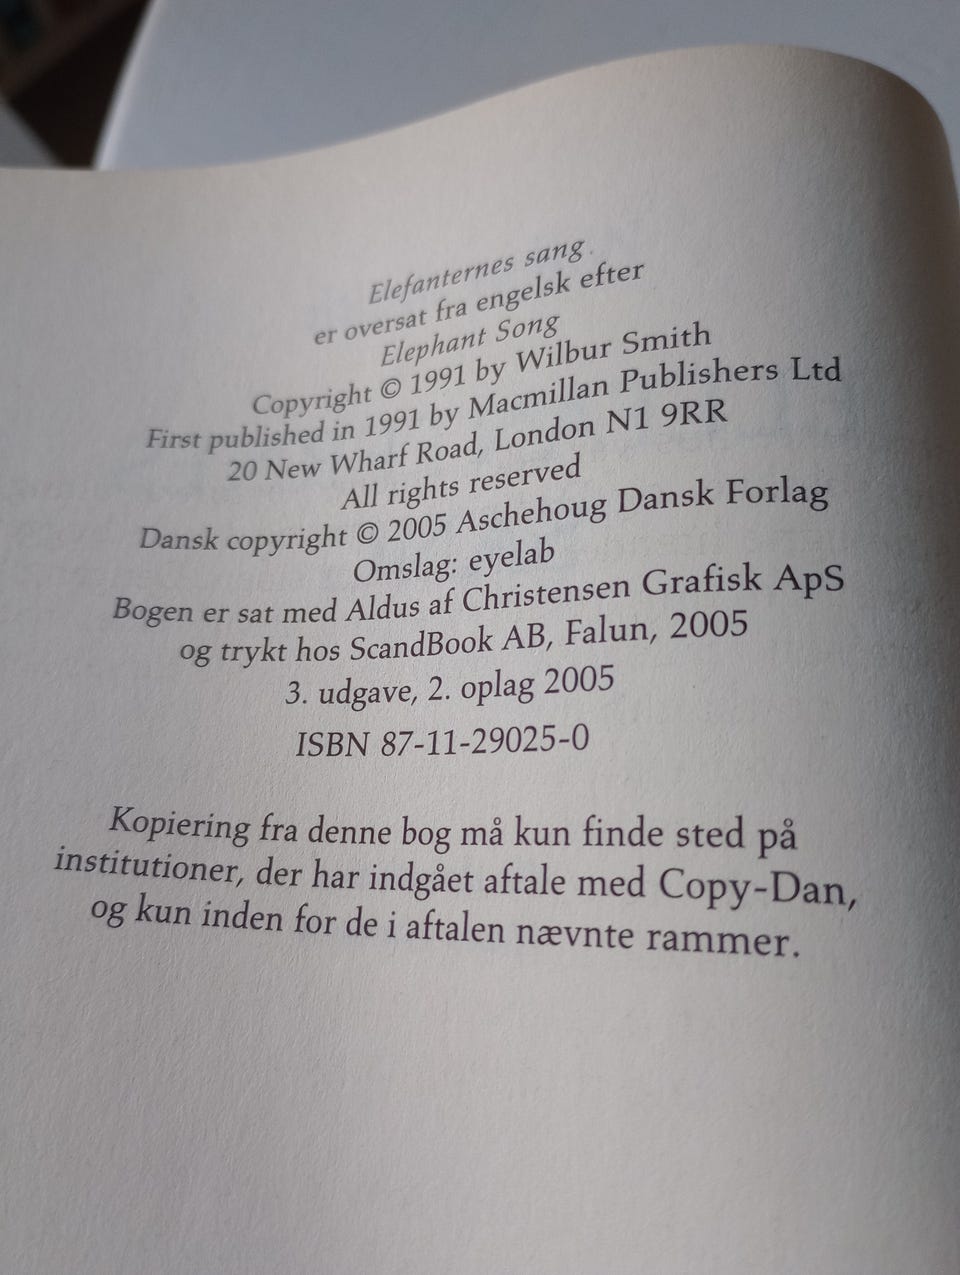 Elefanternes sang
er oversat fra engelsk efter
Elephant Song
Copyright © 1991 by Wilbur Smith
First published in 1991 by Macmillan Publishers Ltd
20 New Wharf Road, London N1 9RR
All rights reserved
Dansk copyright © 2005 Aschehoug Dansk Forlag
Omslag: eyelab
Bogen er sat med Aldus af Christensen Grafisk ApS
og trykt hos ScandBook AB, Falun, 2005
3. udgave, 2. oplag 2005
ISBN 87-11-29025-0
Kopiering fra denne bog må kun finde sted på
institutioner, der har indgået aftale med Copy-Dan,
og kun inden for de i aftalen nævnte rammer.